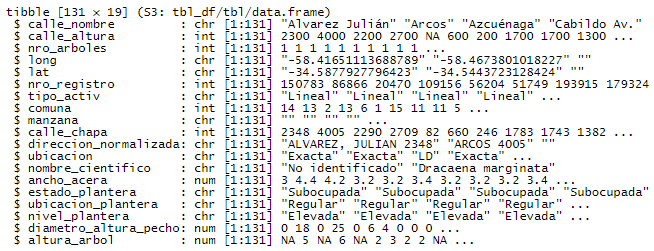 tibble [131 × 19] (S3: tbl_df/tbl/data.frame)
$ calle_nombre : chr [1:131] "Alvarez Julián" "Arcos" "Azcuénaga" "Cabildo Av."
$ calle_altura : int [1:131] 2300 4000 2200 2700 NA 600 200 1700 1700 1300 ...
$ nro_arboles : int [1:131] 1 1 1 1 1 1 1 1 1 1 ...
$ long : chr [1:131] "-58.41651113688789" "-58.4673801018227" ""
$ lat : chr [1:131] "-34.5877927796423" "-34.5444723128424" ""
$ nro_registro : int [1:131] 150783 86866 20470 109156 56204 51749 193915 179324
$ tipo_activ : chr [1:131] "Lineal" "Lineal" "Lineal" "Lineal" ...
$ comuna : int [1:131] 14 13 2 13 6 1 15 11 11 5 ...
$ manzana : chr [1:131] "" "" "" "" ...
$ calle_chapa : int [1:131] 2348 4005 2290 2709 82 660 246 1783 1743 1382 ...
$ direccion_normalizada: chr [1:131] "ALVAREZ, JULIAN 2348" "ARCOS 4005" ""
$ ubicacion : chr [1:131] "Exacta" "Exacta" "LD" "Exacta" ...
$ nombre_cientifico : chr [1:131] "No identificado" "Dracaena marginata"
$ ancho_acera : num [1:131] 3 4.4 4.2 3.2 3.2 3.4 3.2 3.2 3.2 3.4 ...
$ estado_plantera : chr [1:131] "Subocupada" "Subocupada" "Subocupada" "Subocupada"
$ ubicacion_plantera : chr [1:131] "Regular" "Regular" "Regular" "Regular" ...
$ nivel_plantera : chr [1:131] "Elevada" "Elevada" "Elevada" "Elevada" ...
$ diametro_altura_pecho: num [1:131] 0 18 0 25 0 6 4 0 0 0 ...
$ altura_arbol : num [1:131] NA 5 NA 6 NA 2 3 2 2 NA ...